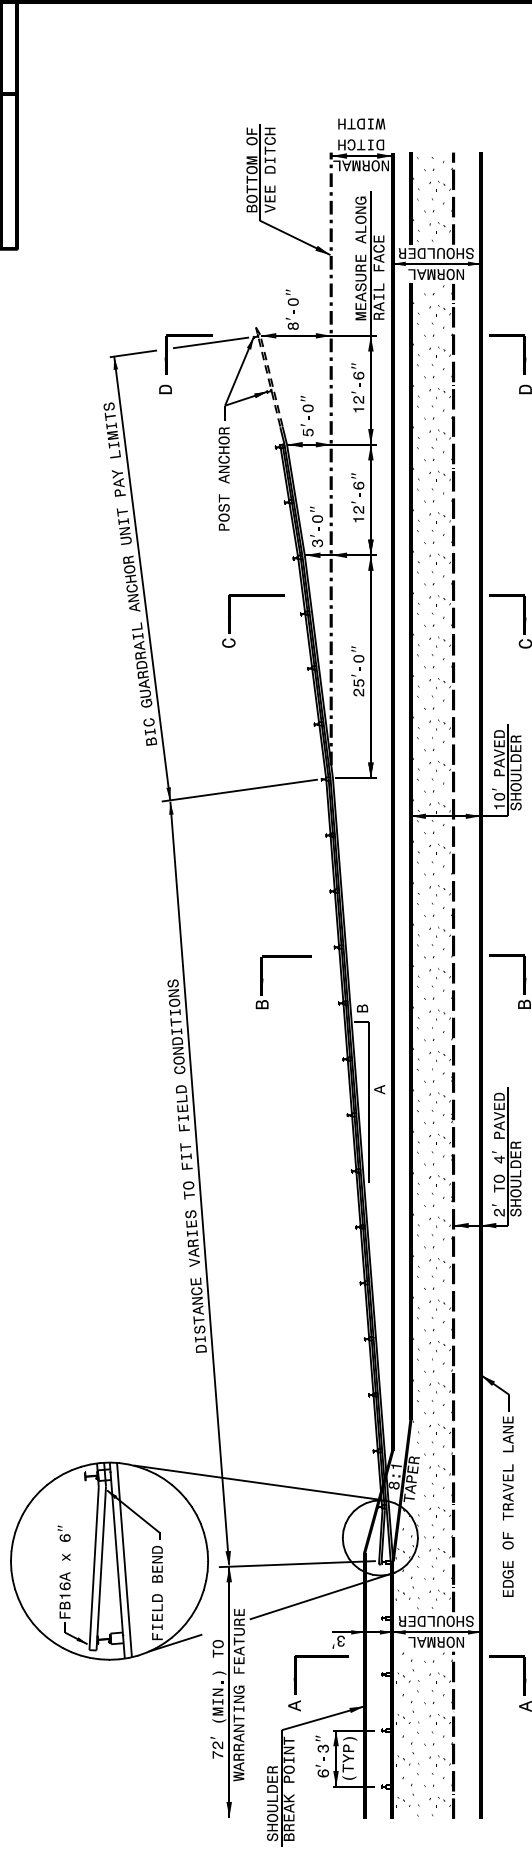 BOTTOM OF
VEE DITCH
NORMAL
DITCH
WIDTH
MEASURE ALONG
RAIL FACE
NORMAL
SHOULDER
D
D
8'-0"
12'-6"
POST ANCHOR
5'-0"
12'-6"
3'-0"
BIC GUARDRAIL ANCHOR UNIT PAY LIMITS
C
C
25'-0"
10' PAVED
SHOULDER
B
B
B
A
DISTANCE VARIES TO FIT FIELD CONDITIONS
2' TO 4' PAVED
SHOULDER
8:1
TAPER
EDGE OF TRAVEL LANE
FB16A x 6"
FIELD BEND
72' (MIN.) TO
WARRANTING FEATURE
3'
NORMAL
SHOULDER
A
A
SHOULDER
BREAK POINT
6'-3"
(TYP)